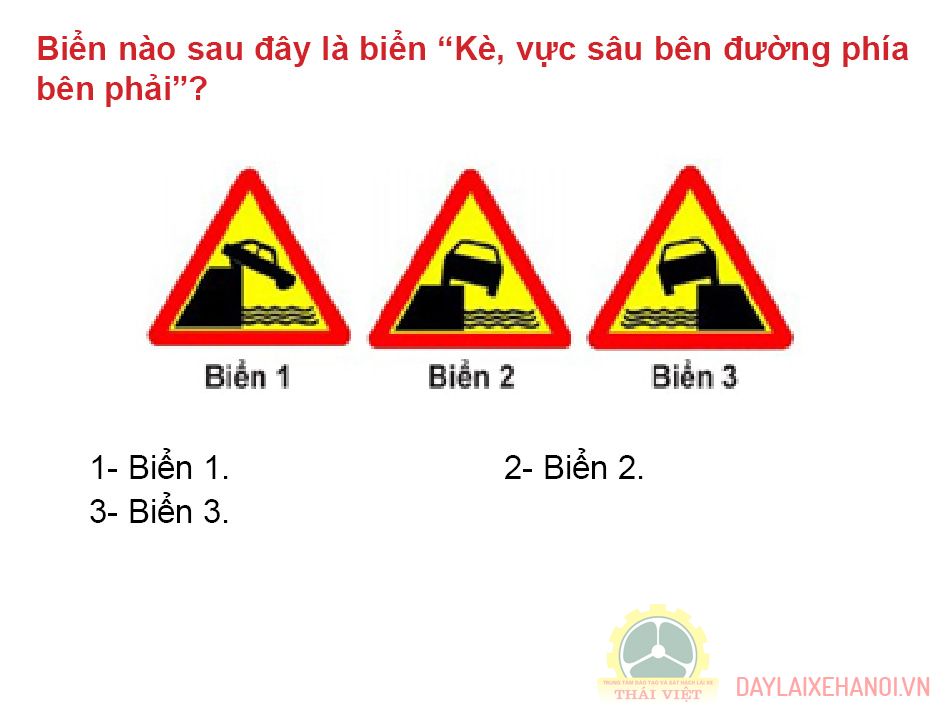 Biển nào sau đây là biển “Kè, vực sâu bên đường phía
bên phải”?
Biển 1 Biển 2 Biển 3
1- Biển 1. 2- Biển 2.
3- Biển 3.
TRUNG TÂM ĐÀO TẠO VÀ SÁT HẠCH LÁI XE
THÁI VIỆT
DAYLAIXEHANOI.VN